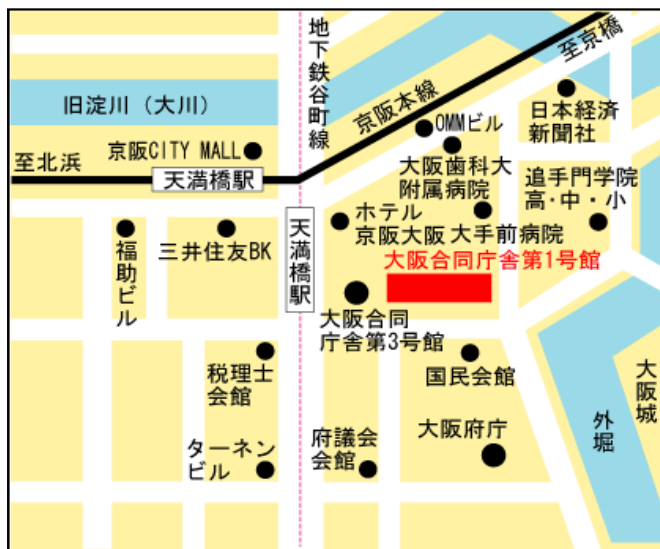 地下鉄谷町線
至京橋
京阪本線
旧淀川（大川）
OMMビル
日本経済
新聞社
京阪CITY MALL
至北浜
天満橋駅
大阪歯科大
附属病院
追手門学院
高・中・小
天満橋駅
ホテル
京阪大阪
大手前病院
福助ビル
三井住友BK
大阪合同庁舎第1号館
大阪合同
庁舎第3号館
税理士
会館
国民会館
大阪城
外堀
ターネン
ビル
府議会
会館
大阪府庁